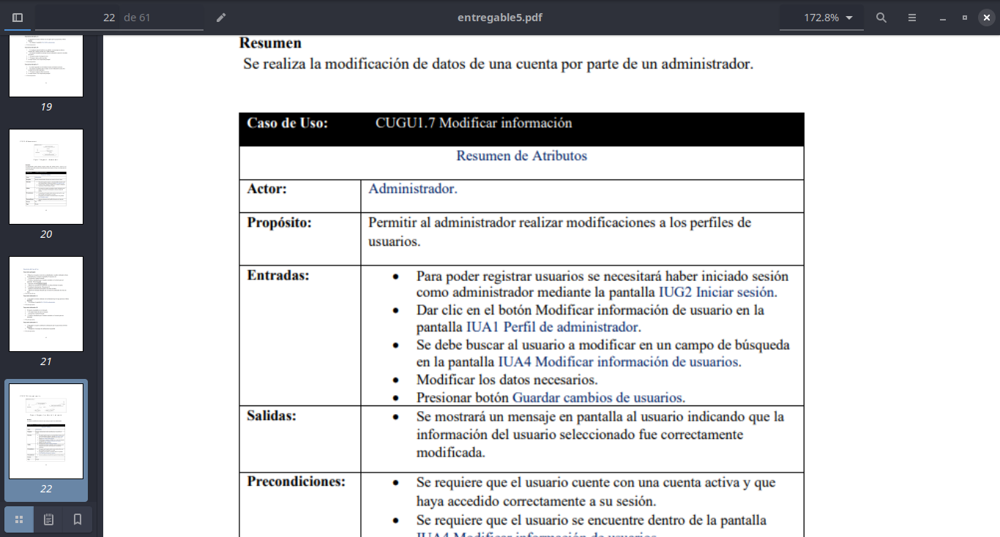 22 de 61
entregable5.pdf
172.8%
19
20
21
22
Resumen
Se realiza la modificación de datos de una cuenta por parte de un administrador.
Caso de Uso: CUGU1.7 Modificar información
Resumen de Atributos
Actor: Administrador.
Propósito: Permitir al administrador realizar modificaciones a los perfiles de
usuarios.
Entradas: • Para poder registrar usuarios se necesitará haber iniciado sesión
como administrador mediante la pantalla IUG2 Iniciar sesión.
• Dar clic en el botón Modificar información de usuario en la
pantalla IUA1 Perfil de administrador.
• Se debe buscar al usuario a modificar en un campo de búsqueda
en la pantalla IUA4 Modificar información de usuarios.
• Modificar los datos necesarios.
• Presionar botón Guardar cambios de usuarios.
Salidas: • Se mostrará un mensaje en pantalla al usuario indicando que la
información del usuario seleccionado fue correctamente
modificada.
Precondiciones: • Se requiere que el usuario cuente con una cuenta activa y que
haya accedido correctamente a su sesión.
• Se requiere que el usuario se encuentre dentro de la pantalla
IUA4 Modificar información de usuarios.